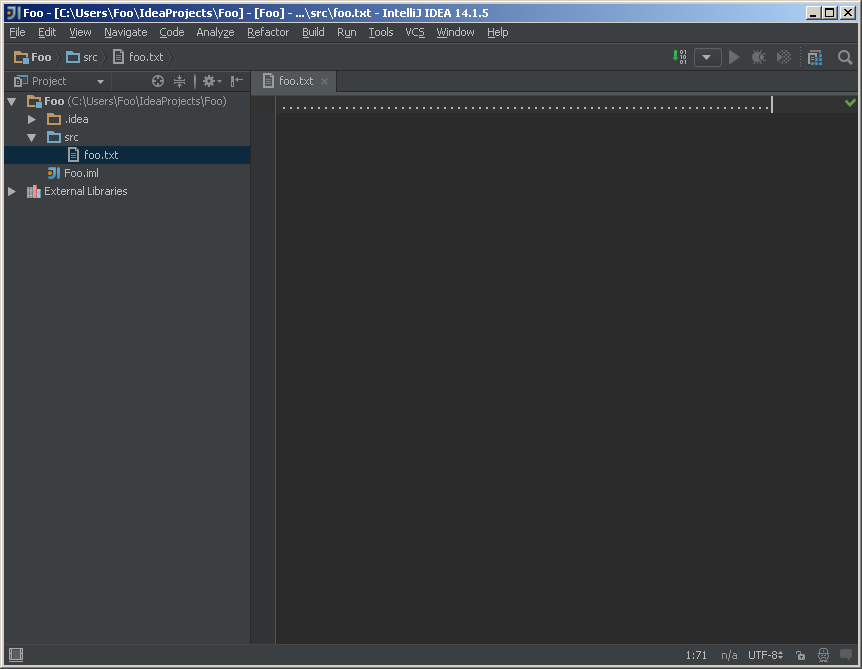 Foo - [C:\Users\Foo\IdeaProjects\Foo] - [Foo] - ...\src\foo.txt - IntelliJ IDEA 14.1.5
File Edit View Navigate Code Analyze Refactor Build Run Tools VCS Window Help
Foo src foo.txt
Project
foo.txt
Foo (C:\Users\Foo\IdeaProjects\Foo)
......................................................................
.idea
src
foo.txt
Foo.iml
External Libraries
1:71 n/a UTF-8